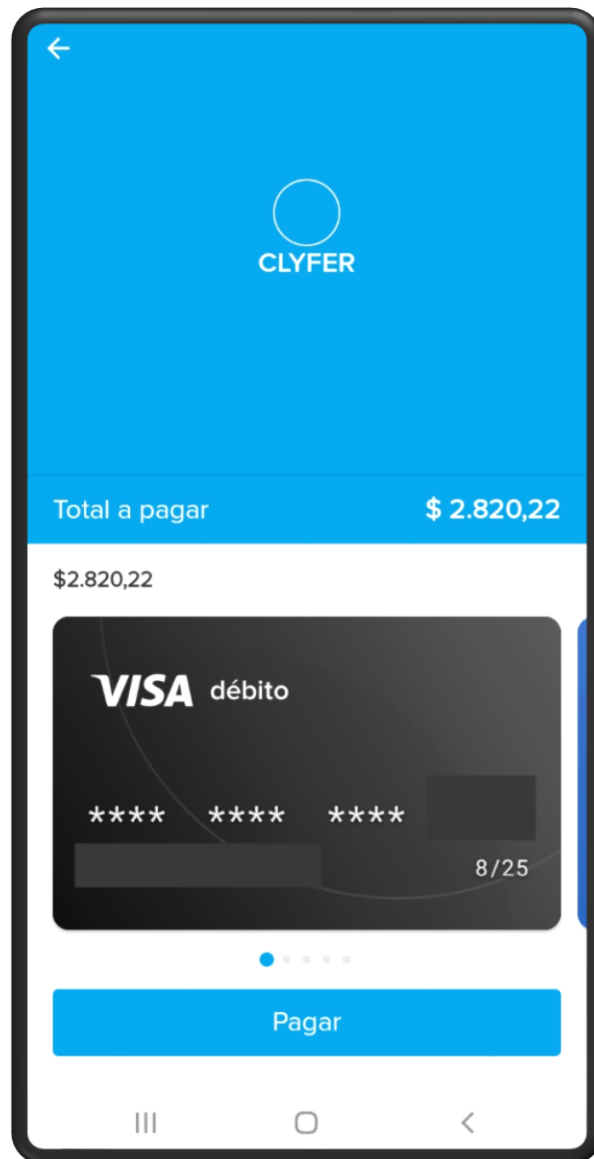 CLYFER
Total a pagar $ 2.820,22
$2.820,22
VISA débito
**** **** ****
8/25
Pagar